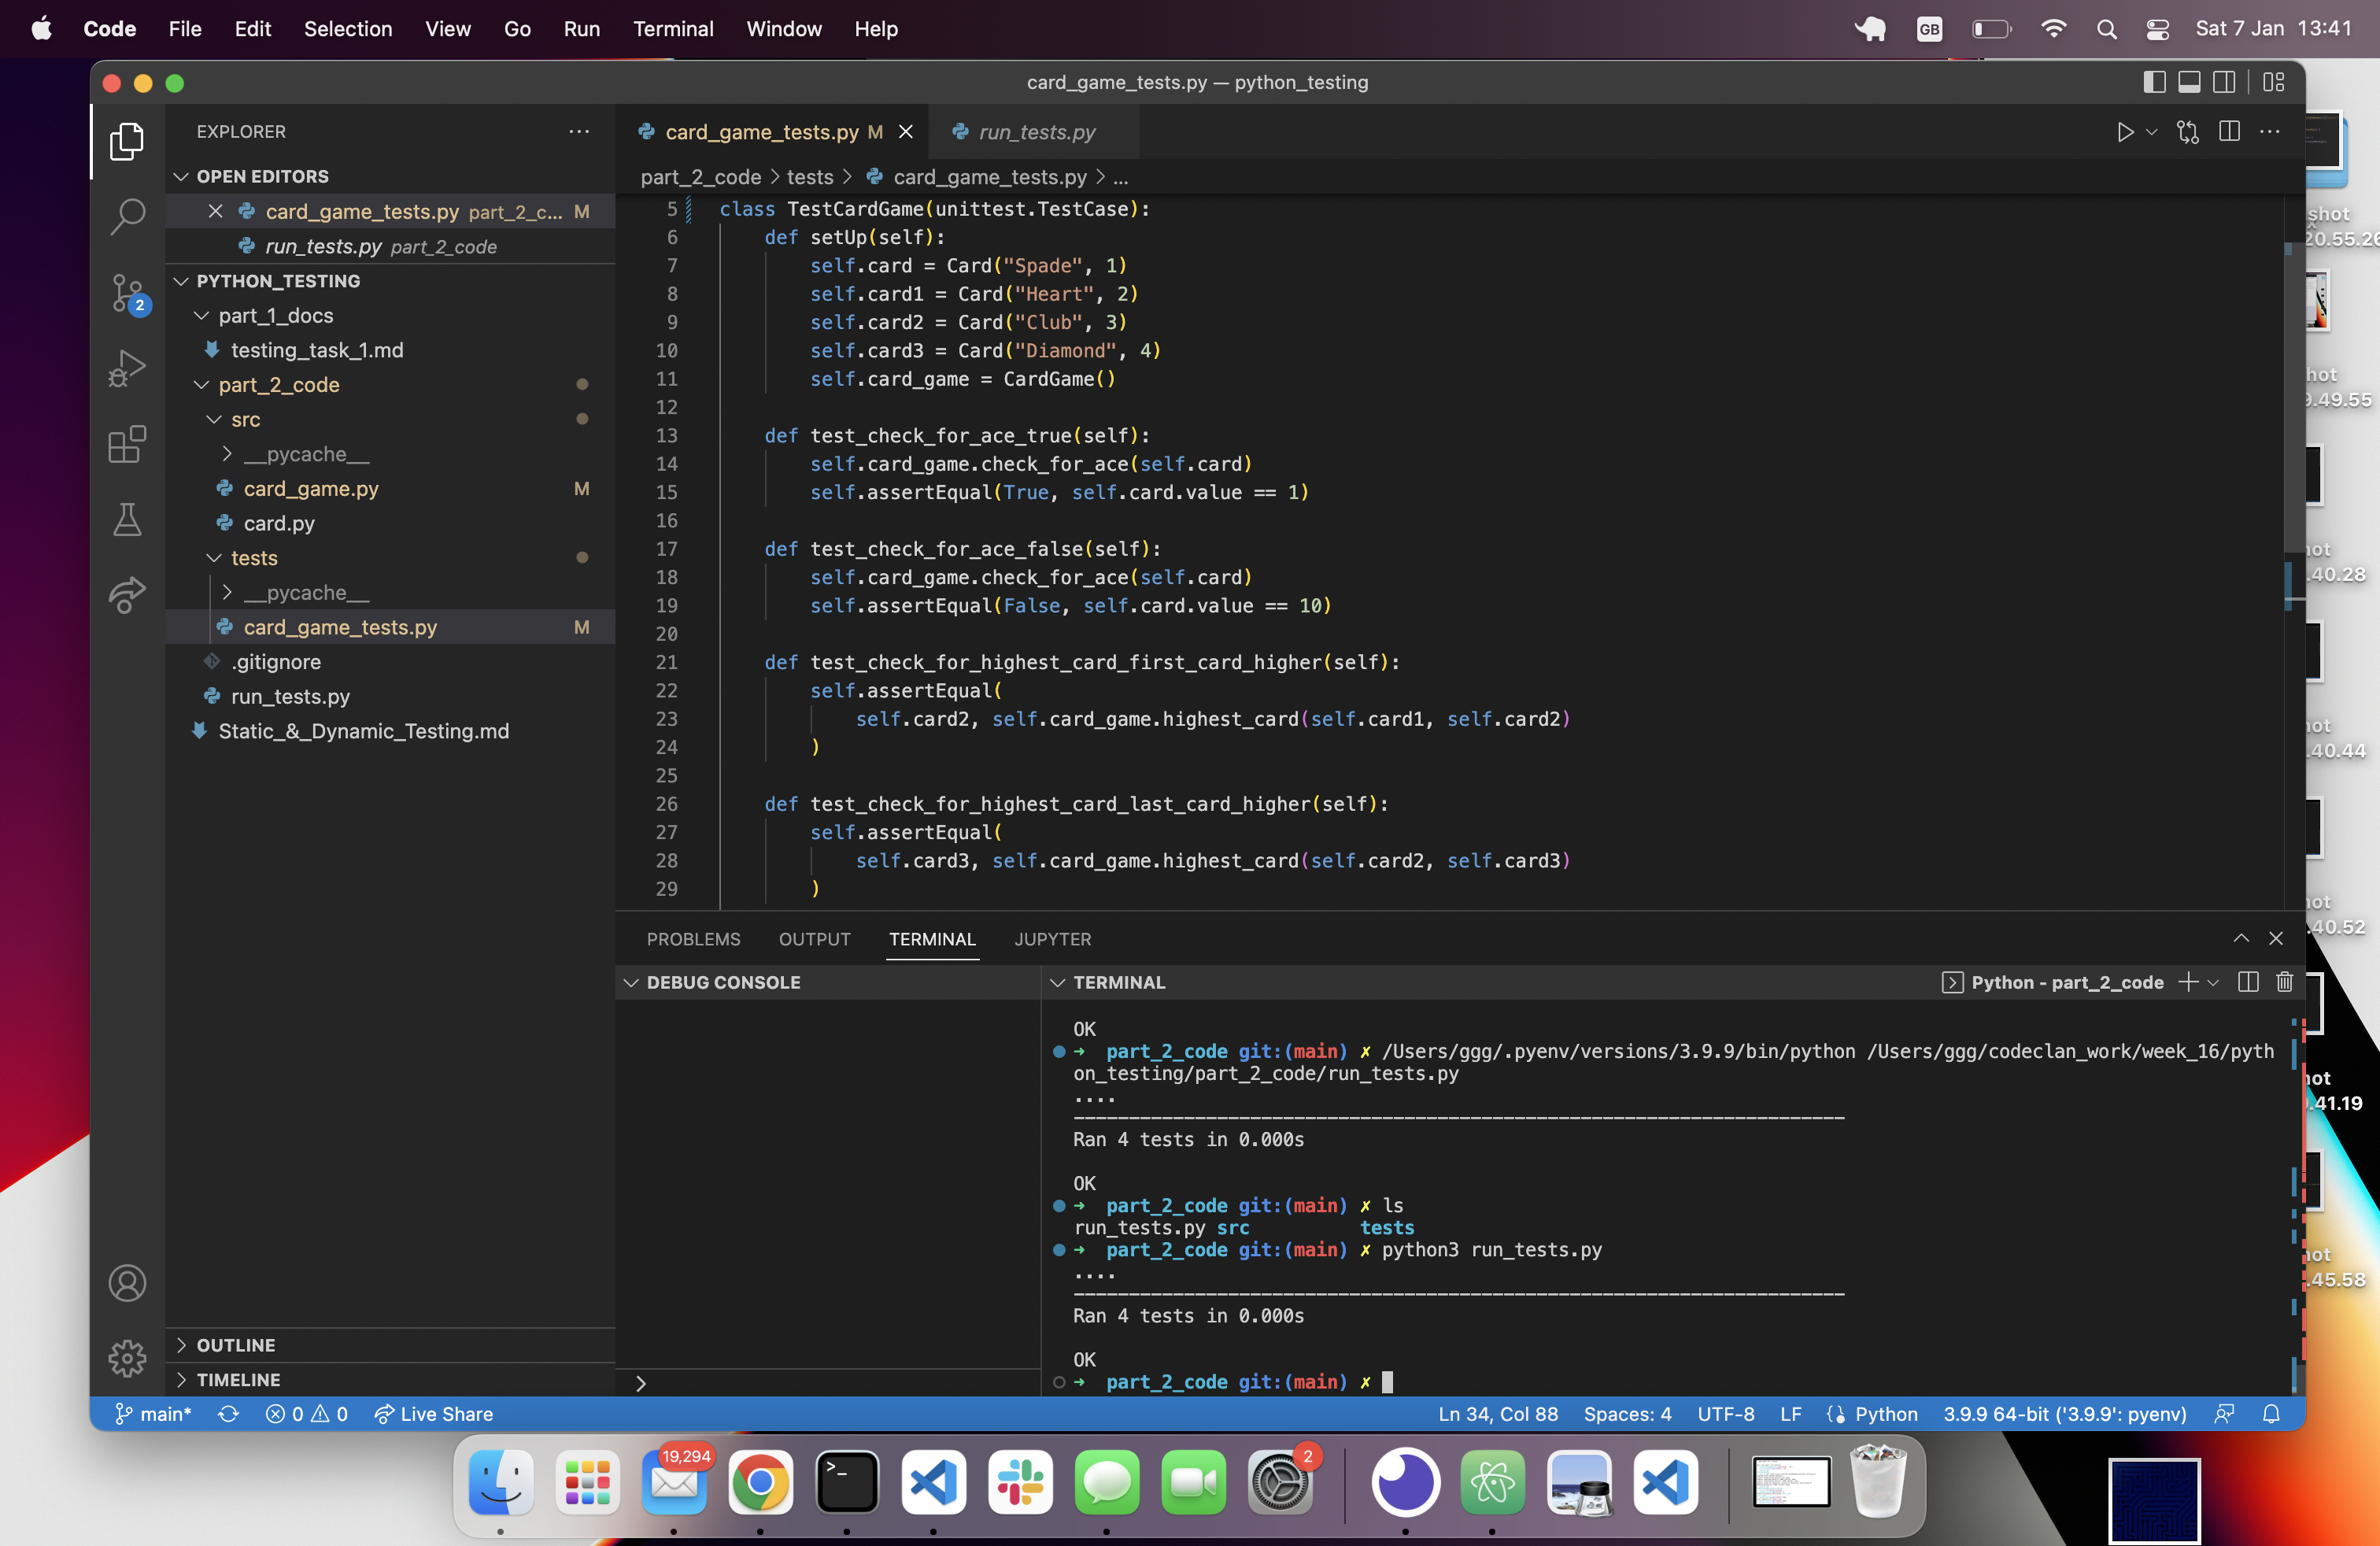 Code File Edit Selection View Go Run Terminal Window Help
GB Sat 7 Jan 13:41
card_game_tests.py — python_testing
EXPLORER
OPEN EDITORS
card_game_tests.py part_2_c... M
run_tests.py part_2_code
PYTHON_TESTING
part_1_docs
testing_task_1.md
part_2_code
src
__pycache__
card_game.py M
card.py
tests
__pycache__
card_game_tests.py M
.gitignore
run_tests.py
Static_&_Dynamic_Testing.md
OUTLINE
TIMELINE
2
card_game_tests.py M
run_tests.py
part_2_code > tests > card_game_tests.py > ...
5 class TestCardGame(unittest.TestCase):
6 def setUp(self):
7 self.card = Card("Spade", 1)
8 self.card1 = Card("Heart", 2)
9 self.card2 = Card("Club", 3)
10 self.card3 = Card("Diamond", 4)
11 self.card_game = CardGame()
12
13 def test_check_for_ace_true(self):
14 self.card_game.check_for_ace(self.card)
15 self.assertEqual(True, self.card.value == 1)
16
17 def test_check_for_ace_false(self):
18 self.card_game.check_for_ace(self.card)
19 self.assertEqual(False, self.card.value == 10)
20
21 def test_check_for_highest_card_first_card_higher(self):
22 self.assertEqual(
23 self.card2, self.card_game.highest_card(self.card1, self.card2)
24 )
25
26 def test_check_for_highest_card_last_card_higher(self):
27 self.assertEqual(
28 self.card3, self.card_game.highest_card(self.card2, self.card3)
29 )
PROBLEMS OUTPUT TERMINAL JUPYTER
DEBUG CONSOLE
TERMINAL
Python - part_2_code
OK
➜ part_2_code git:(main) ✗ /Users/ggg/.pyenv/versions/3.9.9/bin/python /Users/ggg/codeclan_work/week_16/pyth
on_testing/part_2_code/run_tests.py
....
----------------------------------------------------------------------
Ran 4 tests in 0.000s
OK
➜ part_2_code git:(main) ✗ ls
run_tests.py src tests
➜ part_2_code git:(main) ✗ python3 run_tests.py
....
----------------------------------------------------------------------
Ran 4 tests in 0.000s
OK
➜ part_2_code git:(main) ✗
main* 0 0 Live Share
Ln 34, Col 88 Spaces: 4 UTF-8 LF Python 3.9.9 64-bit ('3.9.9': pyenv)
shot
20.55.26
hot
9.49.55
hot
.40.28
hot
.40.44
hot
.40.52
hot
.41.19
hot
.45.58
19,294
2